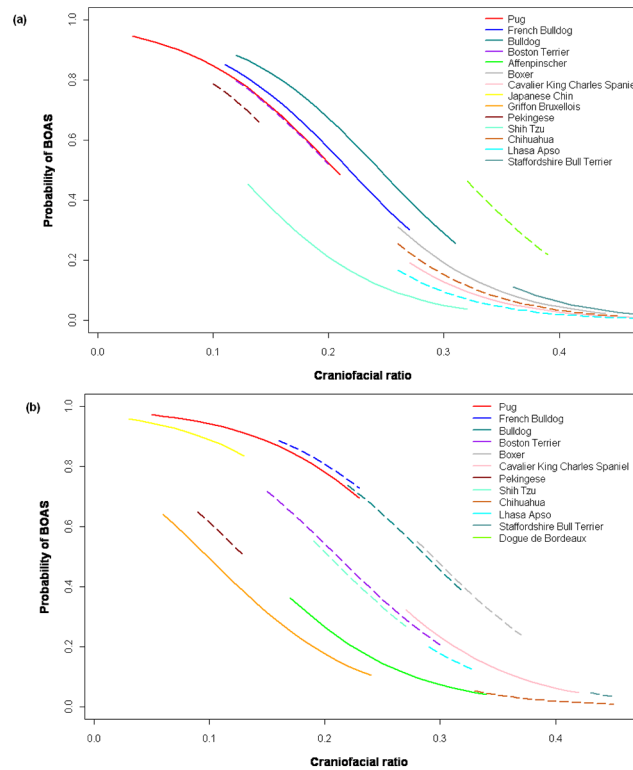 (a)
Probability of BOAS
1.0
0.8
0.6
0.4
0.2
0.0
Pug
French Bulldog
Bulldog
Boston Terrier
Affenpinscher
Boxer
Cavalier King Charles Spaniel
Japanese Chin
Griffon Bruxellois
Pekingese
Shih Tzu
Chihuahua
Lhasa Apso
Staffordshire Bull Terrier
0.0 0.1 0.2 0.3 0.4
Craniofacial ratio
(b)
Probability of BOAS
1.0
0.8
0.6
0.4
0.2
0.0
Pug
French Bulldog
Bulldog
Boston Terrier
Boxer
Cavalier King Charles Spaniel
Pekingese
Shih Tzu
Chihuahua
Lhasa Apso
Staffordshire Bull Terrier
Dogue de Bordeaux
0.0 0.1 0.2 0.3 0.4
Craniofacial ratio